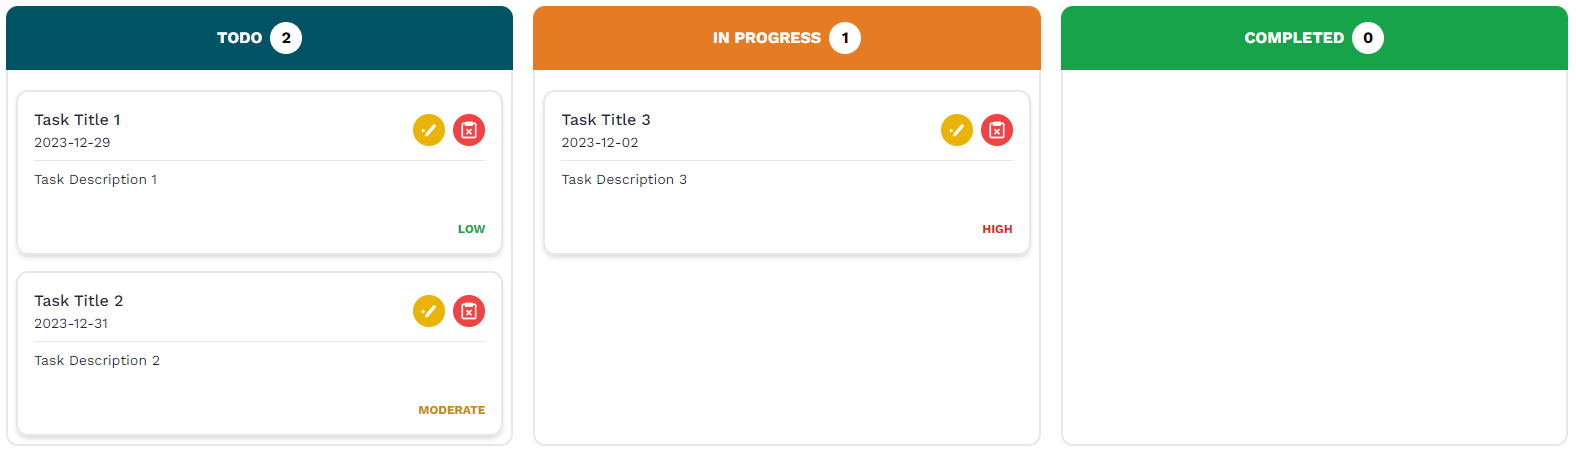 TODO 2
Task Title 1
2023-12-29
Task Description 1
LOW
Task Title 2
2023-12-31
Task Description 2
MODERATE
IN PROGRESS 1
Task Title 3
2023-12-02
Task Description 3
HIGH
COMPLETED 0